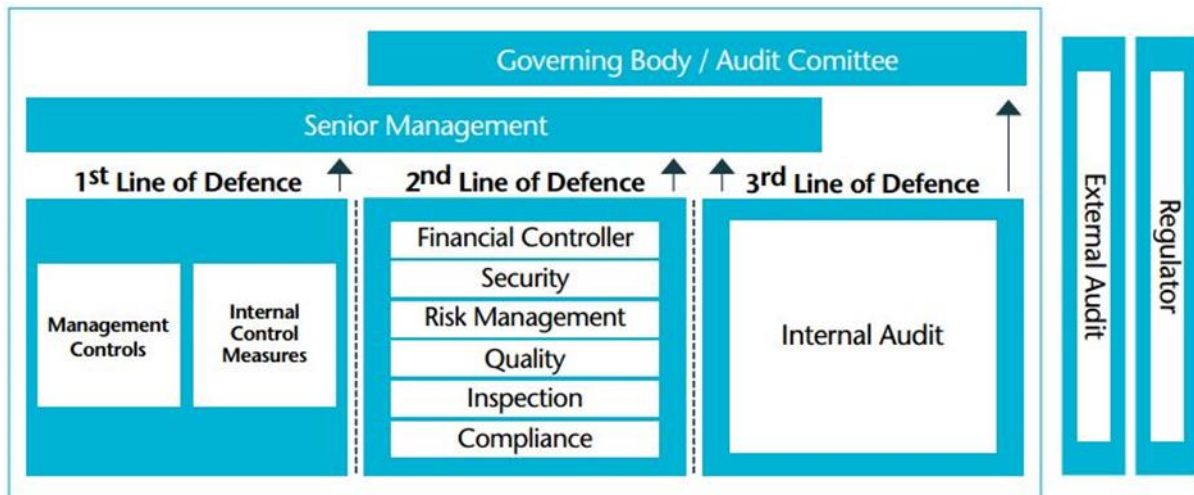 Governing Body / Audit Comittee
Senior Management
1st Line of Defence
2nd Line of Defence
3rd Line of Defence
Management
Controls
Internal
Control
Measures
Financial Controller
Security
Risk Management
Quality
Inspection
Compliance
Internal Audit
External Audit
Regulator